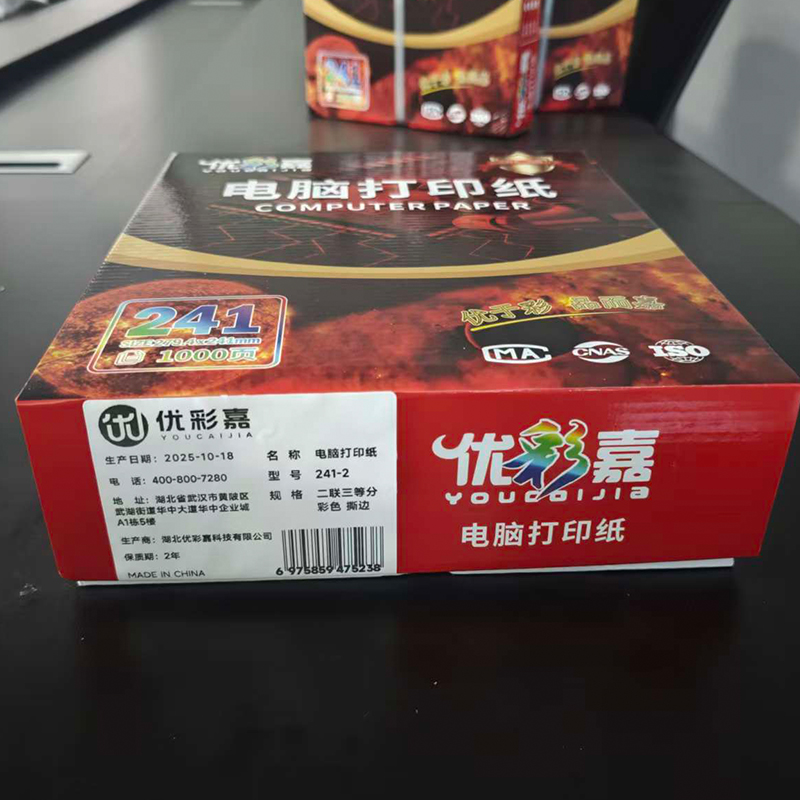 优彩嘉
YOUCAIJIA
电脑打印纸
COMPUTER PAPER
241
SIZE:279.4x241mm
1000页
优于彩 品质嘉
MA
CNAS
ISO
优彩嘉
YOUCAIJIA
生产日期：2025-10-18
电 话：400-800-7280
地 址：湖北省武汉市黄陂区
武湖街道华中大道华中企业城
A1栋5楼
生产商：湖北优彩嘉科技有限公司
保质期：2年
MADE IN CHINA
名 称 电脑打印纸
型 号 241-2
规 格 二联三等分
彩色 撕边
6 975859 475238
优彩嘉
YOUCAIJIA
电脑打印纸